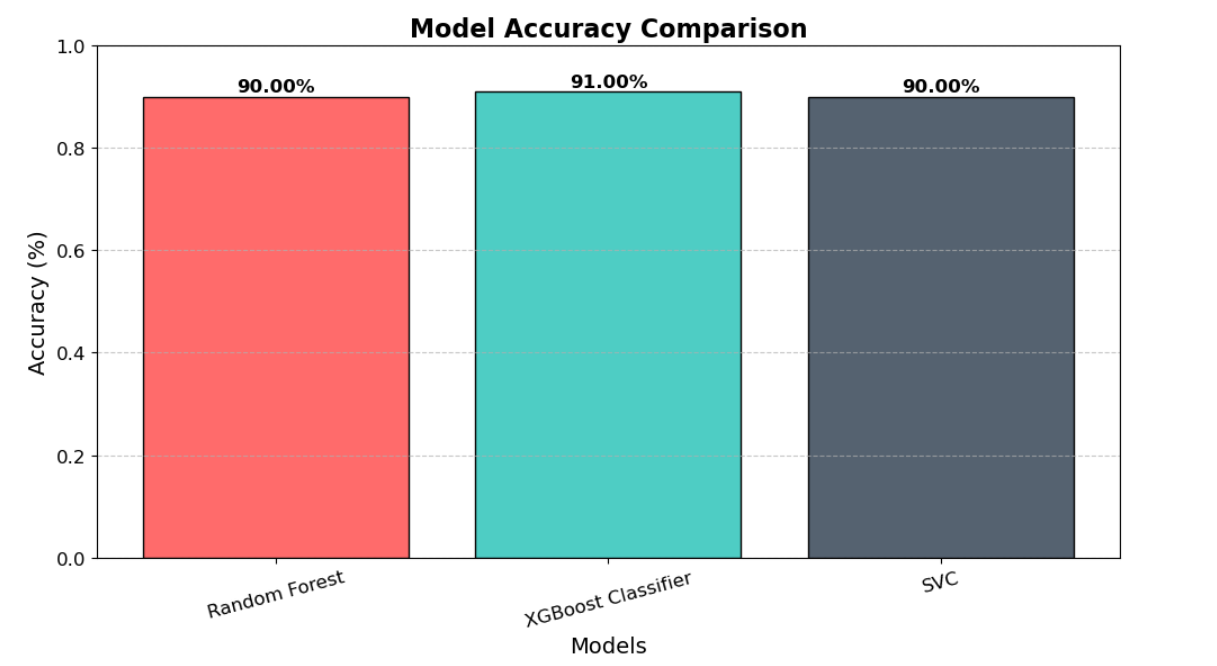 Model Accuracy Comparison
1.0
0.8
0.6
0.4
0.2
0.0
Accuracy (%)
90.00%
91.00%
90.00%
Random Forest
XGBoost Classifier
SVC
Models